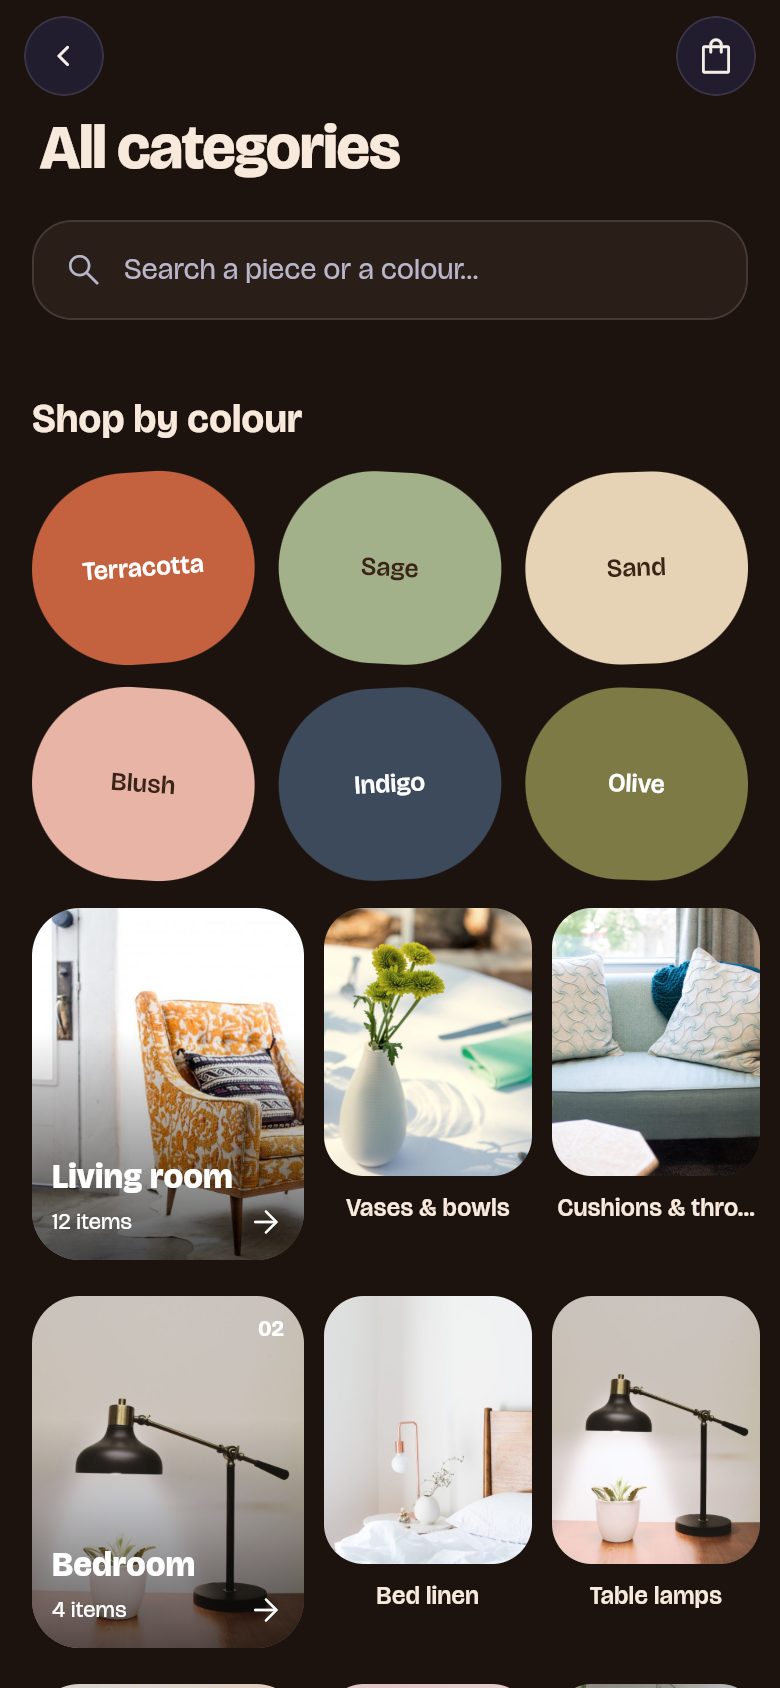 All categories
Search a piece or a colour...
Shop by colour
Terracotta
Sage
Sand
Blush
Indigo
Olive
Living room
12 items
Vases & bowls
Cushions & thro...
02
Bedroom
4 items
Bed linen
Table lamps